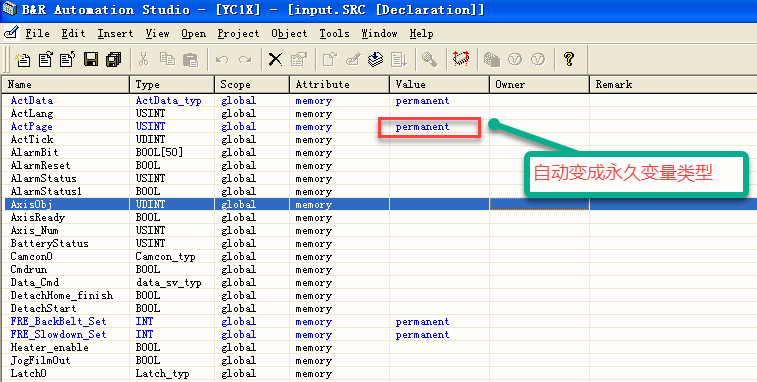 B&R Automation Studio - [YC1X] - [input.SRC [Declaration]]
File Edit Insert View Open Project Object Tools Window Help
Name Type Scope Attribute Value Owner Remark
ActData ActData_typ global memory permanent
ActLang USINT global memory
ActPage USINT global memory permanent
ActTick UDINT global memory
AlarmBit BOOL[50] global memory
AlarmReset BOOL global memory
自动变成永久变量类型
AlarmStatus USINT global memory
AlarmStatus1 BOOL global memory
AxisObj UDINT global memory
AxisReady BOOL global memory
Axis_Num USINT global memory
BatteryStatus USINT global memory
Camcon0 Camcon_typ global memory
Cmdrun BOOL global memory
Data_Cmd data_sv_typ global memory
DetachHome_finish BOOL global memory
DetachStart BOOL global memory
FRE_BackBelt_Set INT global memory permanent
FRE_Slowdown_Set INT global memory permanent
Heater_enable BOOL global memory
JogFilmOut BOOL global memory
Latch0 Latch_typ global memory